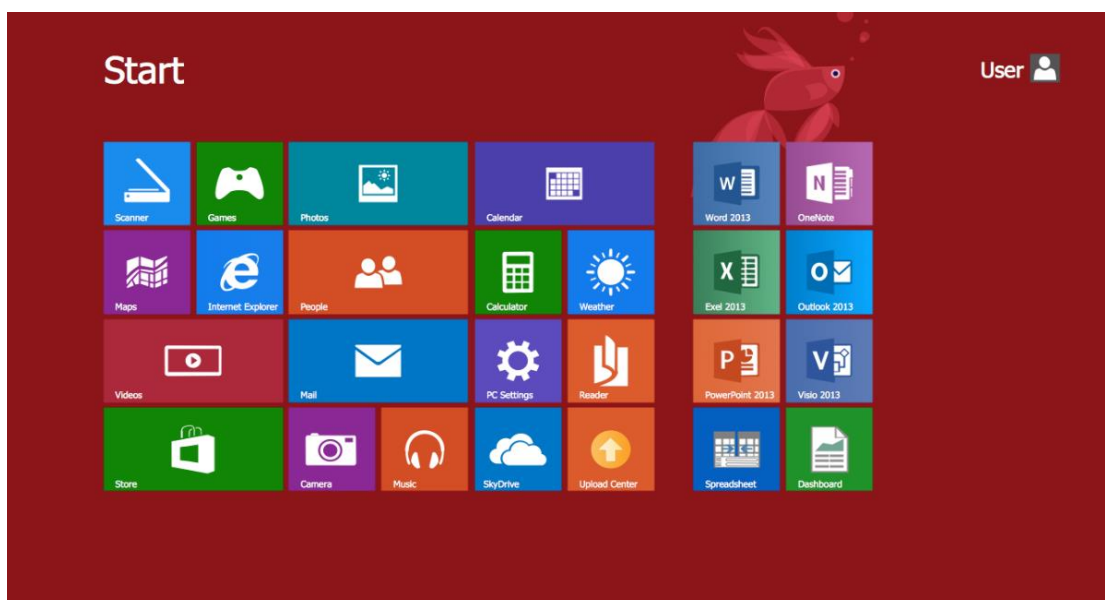 Start
User
Scanner
Games
Photos
Calendar
Word 2013
OneNote
Maps
Internet Explorer
People
Calculator
Weather
Exel 2013
Outlook 2013
Videos
Mail
PC Settings
Reader
PowerPoint 2013
Visio 2013
Store
Camera
Music
SkyDrive
Upload Center
Spreadsheet
Dashboard